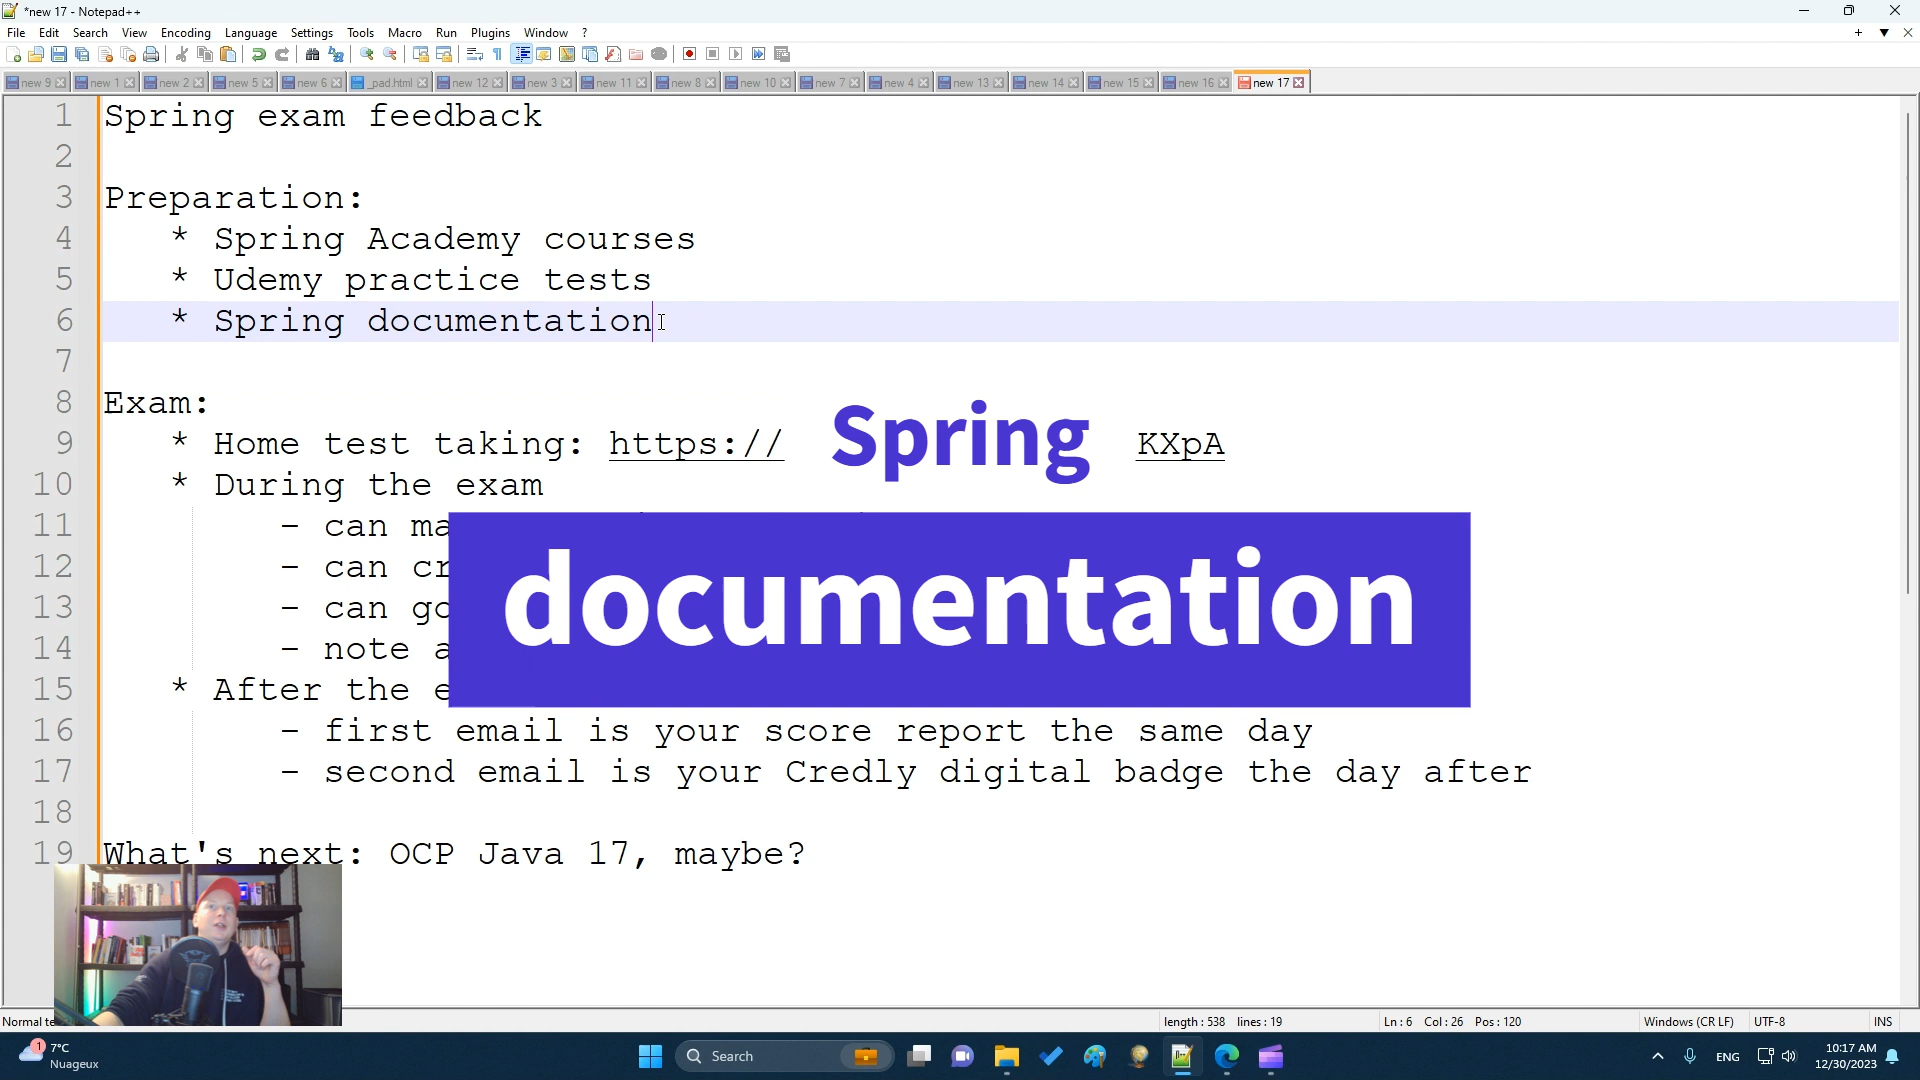 *new 17 - Notepad++
File Edit Search View Encoding Language Settings Tools Macro Run Plugins Window ?
new 9 new 1 new 2 new 5 new 6 _pad.html new 12 new 3 new 11 new 8 new 10 new 7 new 4 new 13 new 14 new 15 new 16 new 17
1 Spring exam feedback
2
3 Preparation:
4 * Spring Academy courses
5 * Udemy practice tests
6 * Spring documentation
7
8 Exam:
9 * Home test taking: https:// KXpA
Spring
10 * During the exam
11 - can ma
12 - can cr
documentation
13 - can go
14 - note a
15 * After the e
16 - first email is your score report the same day
17 - second email is your Credly digital badge the day after
18
19 What's next: OCP Java 17, maybe?
Normal te length : 538 lines : 19 Ln : 6 Col : 26 Pos : 120 Windows (CR LF) UTF-8 INS
1 7°C
Nuageux
Search
ENG
10:17 AM
12/30/2023